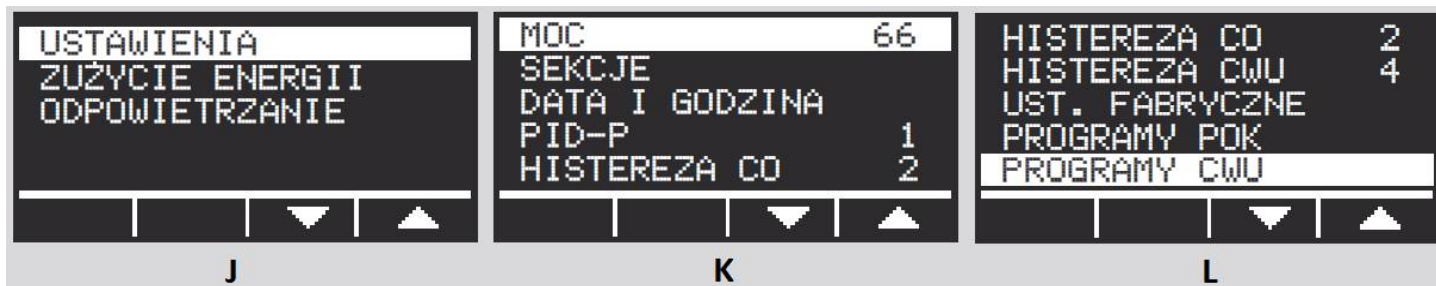 USTAWIENIA
ZUŻYCIE ENERGII
ODPOWIETRZANIE
J
MOC 66
SEKCJE
DATA I GODZINA
PID-P 1
HISTEREZA CO 2
K
HISTEREZA CO 2
HISTEREZA CWU 4
UST. FABRYCZNE
PROGRAMY POK
PROGRAMY CWU
L